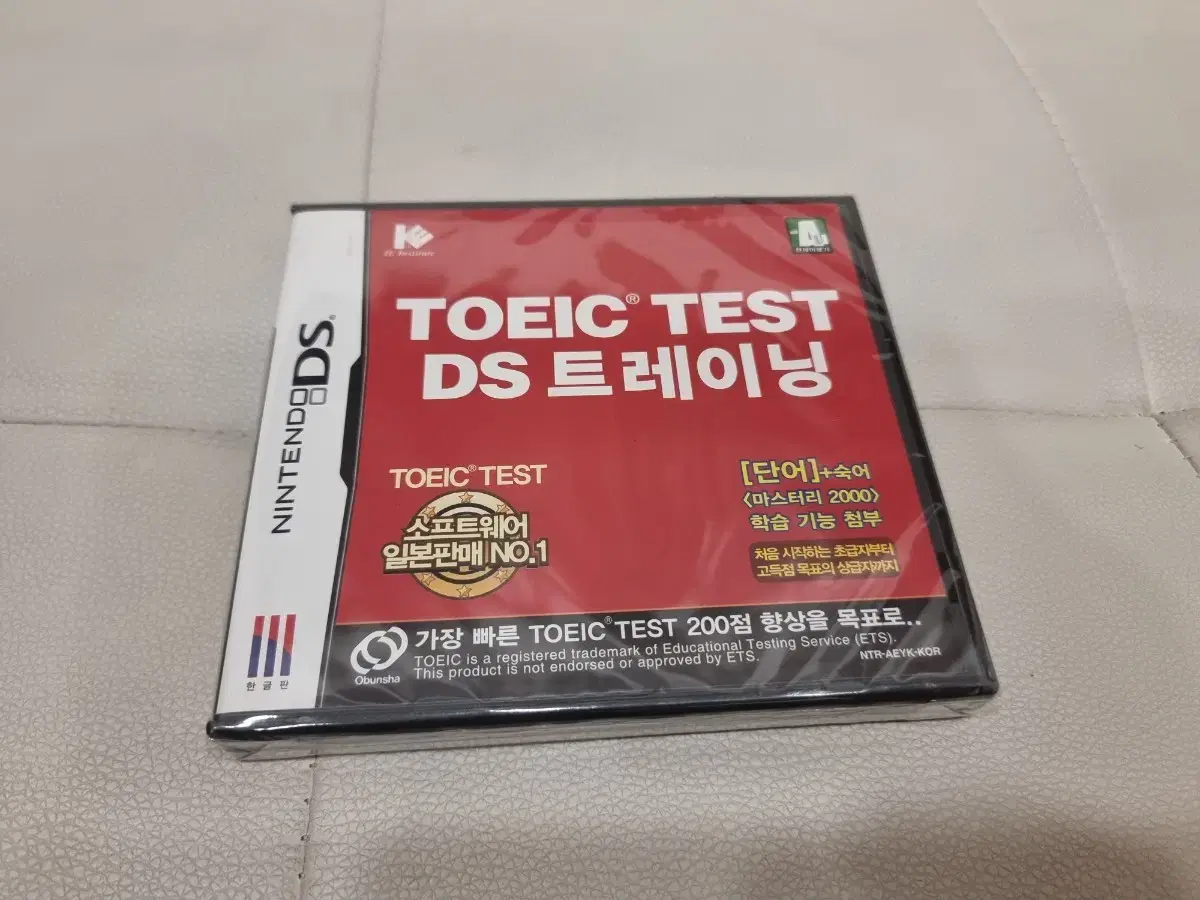 TOEIC® TEST
DS 트레이닝
NINTENDO DS®
TOEIC® TEST
소프트웨어
일본판매 NO.1
[단어]+숙어
<마스터리 2000>
학습 기능 첨부
처음 시작하는 초급자부터
고득점 목표의 상급자까지
가장 빠른 TOEIC® TEST 200점 향상을 목표로..
TOEIC is a registered trademark of Educational Testing Service (ETS).
This product is not endorsed or approved by ETS.
NTR-AEYK-KOR
Obunsha
한글판